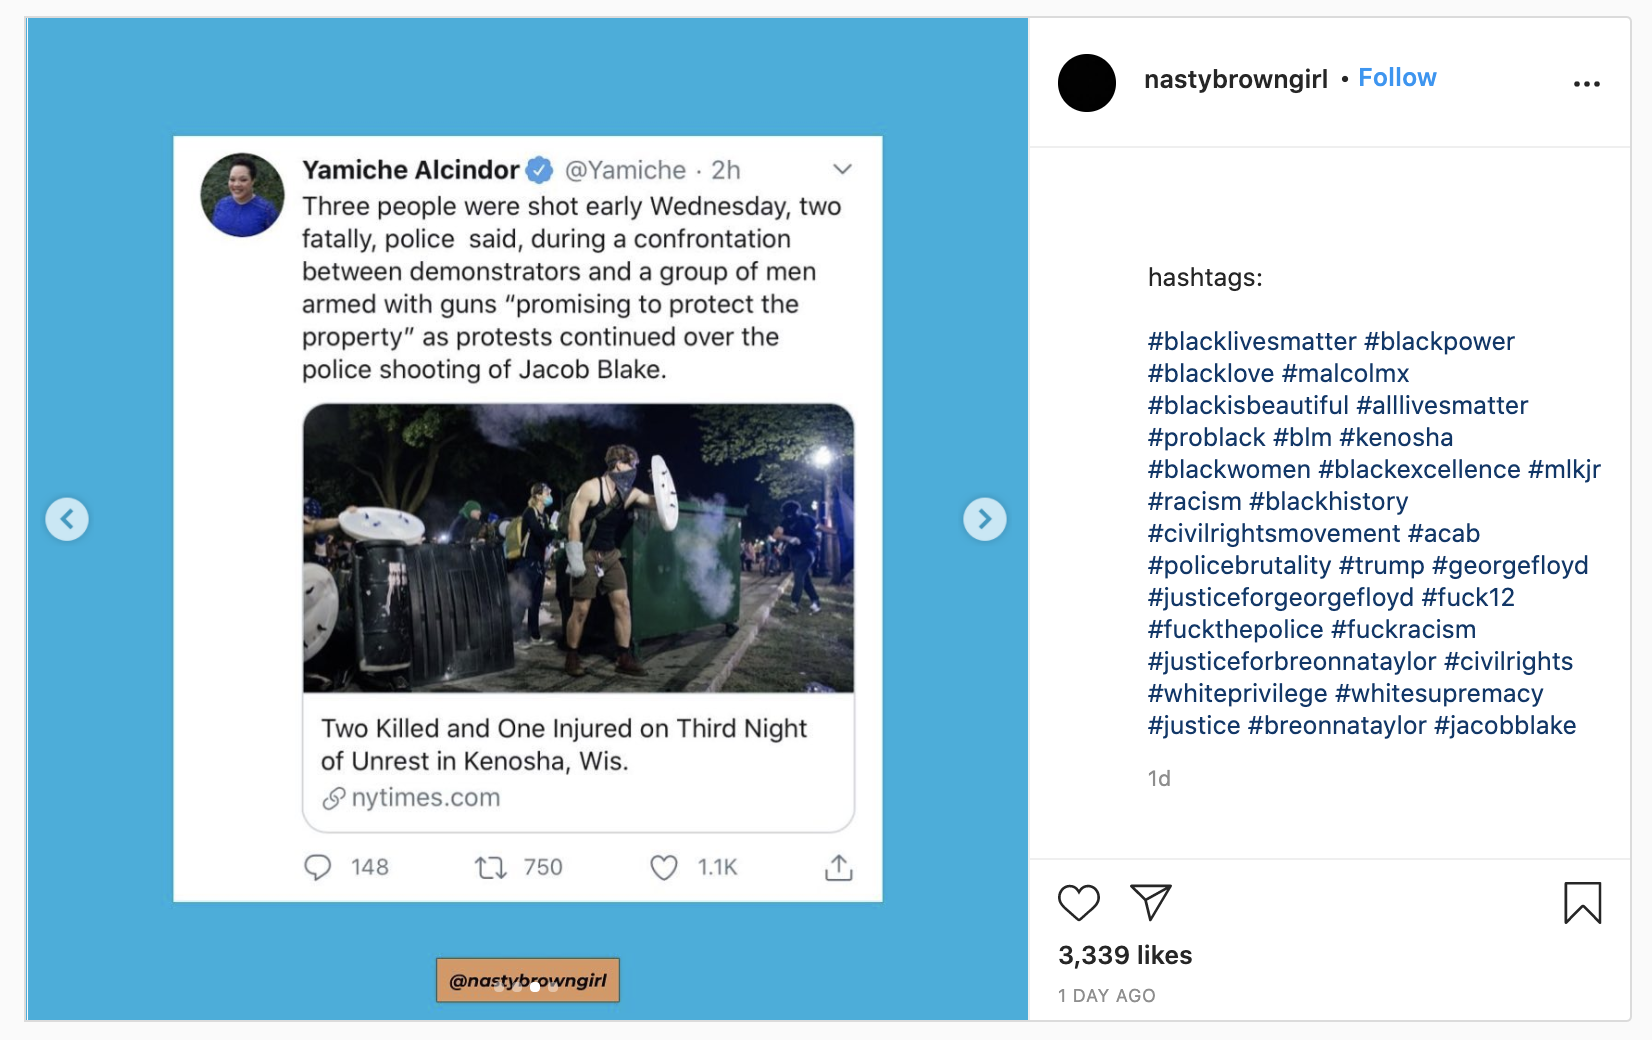 Yamiche Alcindor @Yamiche · 2h
Three people were shot early Wednesday, two
fatally, police said, during a confrontation
between demonstrators and a group of men
armed with guns “promising to protect the
property” as protests continued over the
police shooting of Jacob Blake.
Two Killed and One Injured on Third Night
of Unrest in Kenosha, Wis.
nytimes.com
148 750 1.1K
@nastybrowngirl
nastybrowngirl • Follow
hashtags:
#blacklivesmatter #blackpower
#blacklove #malcolmx
#blackisbeautiful #alllivesmatter
#problack #blm #kenosha
#blackwomen #blackexcellence #mlkjr
#racism #blackhistory
#civilrightsmovement #acab
#policebrutality #trump #georgefloyd
#justiceforgeorgefloyd #fuck12
#fuckthepolice #fuckracism
#justiceforbreonnataylor #civilrights
#whiteprivilege #whitesupremacy
#justice #breonnataylor #jacobblake
1d
3,339 likes
1 DAY AGO